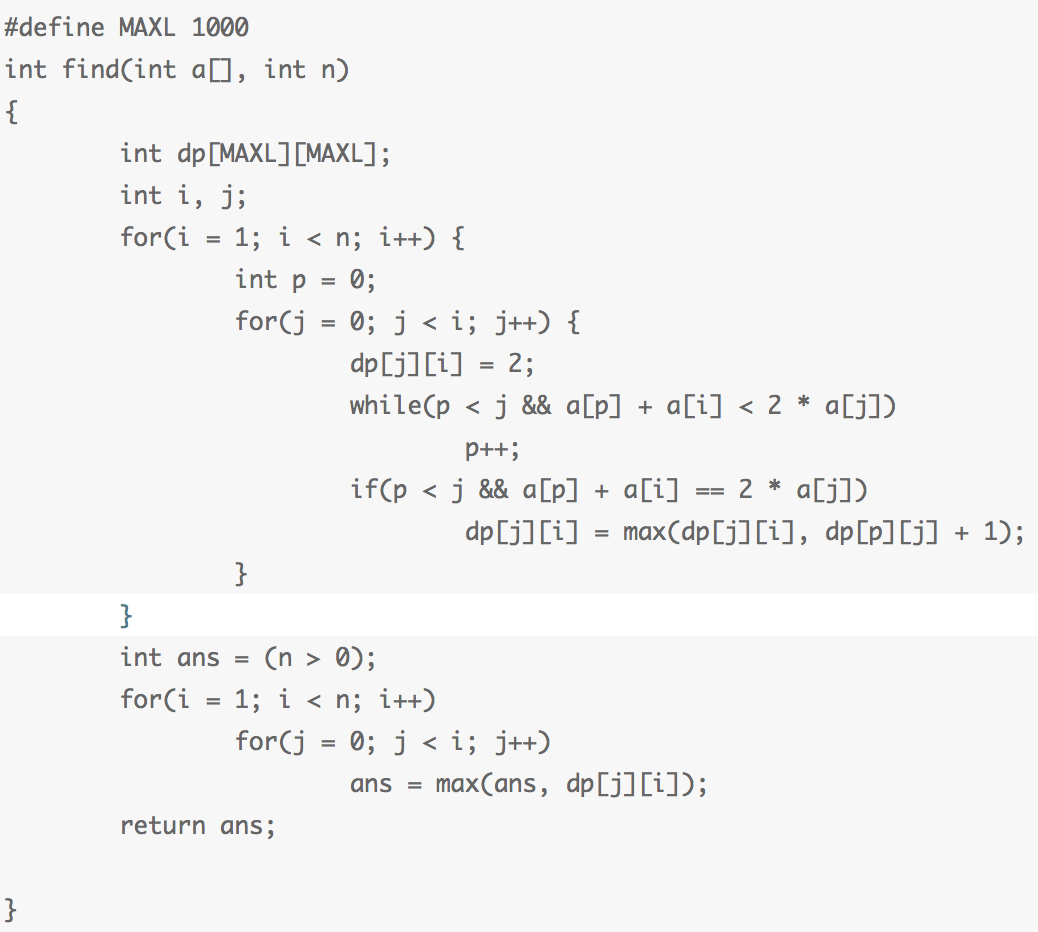 #define MAXL 1000
int find(int a[], int n)
{
        int dp[MAXL][MAXL];
        int i, j;
        for(i = 1; i < n; i++) {
                int p = 0;
                for(j = 0; j < i; j++) {
                        dp[j][i] = 2;
                        while(p < j && a[p] + a[i] < 2 * a[j])
                                p++;
                        if(p < j && a[p] + a[i] == 2 * a[j])
                                dp[j][i] = max(dp[j][i], dp[p][j] + 1);
                }
        }
        int ans = (n > 0);
        for(i = 1; i < n; i++)
                for(j = 0; j < i; j++)
                        ans = max(ans, dp[j][i]);
        return ans;

}